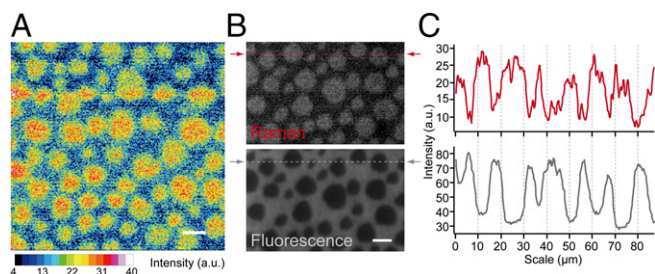 A
B
C
Raman
Fluorescence
4 13 22 31 40
Intensity (a.u.)
Intensity (a.u.)
30
25
20
15
10
80
70
60
50
40
30
0 10 20 30 40 50 60 70 80
Scale (µm)